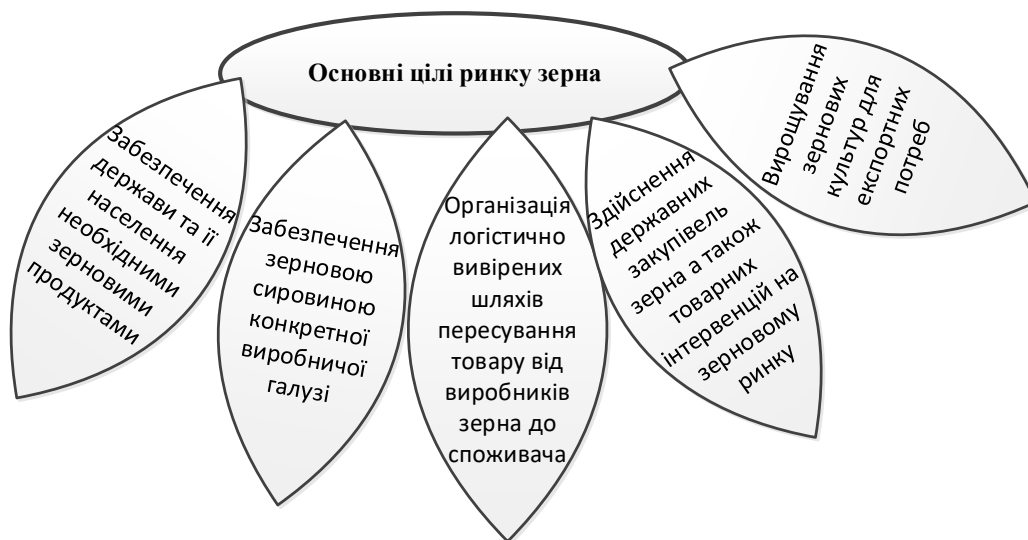 Основні цілі ринку зерна
Забезпечення
держави та її
населення
необхідними
зерновими
продуктами
Забезпечення
зерновою
сировиною
конкретної
виробничої
галузі
Організація
логістично
вивірених
шляхів
пересування
товару від
виробників
зерна до
споживача
Здійснення
державних
закупівель
зерна а також
товарних
інтервенцій на
зерновому
ринку
Вирощування
зернових
культур для
експортних
потреб